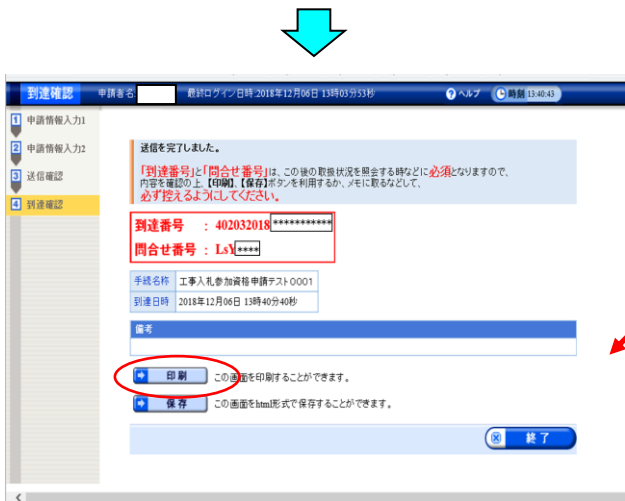 到達確認 申請者名 最終ログイン日時:2018年12月06日 13時03分53秒 ヘルプ 時刻 13:40:43
1 申請情報入力1
2 申請情報入力2
3 送信確認
4 到達確認
送信を完了しました。
「到達番号」と「問合せ番号」は、この後の取扱状況を照会する時などに必須となりますので、
内容を確認の上、【印刷】、【保存】ボタンを利用するか、メモに取るなどして、
必ず控えるようにしてください。
到達番号 : 402032018***********
問合せ番号 : LsY****
手続名称 工事入札参加資格申請テスト0001
到達日時 2018年12月06日 13時40分40秒
備考
印刷 この画面を印刷することができます。
保存 この画面をhtml形式で保存することができます。
終了